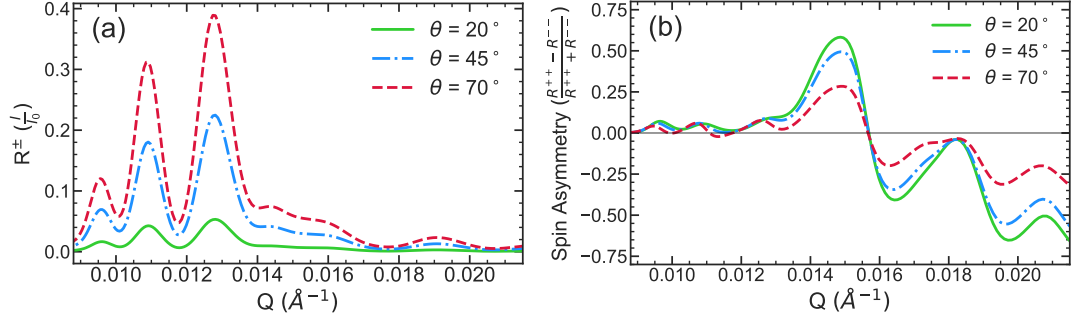 (a)
θ = 20°
θ = 45°
θ = 70°
R± (I/I0)
0.4
0.3
0.2
0.1
0.0
0.010 0.012 0.014 0.016 0.018 0.020
Q (Å−1)
(b)
θ = 20°
θ = 45°
θ = 70°
Spin Asymmetry (R++ − R−−/R++ + R−−)
0.75
0.50
0.25
0.00
−0.25
−0.50
−0.75
0.010 0.012 0.014 0.016 0.018 0.020
Q (Å−1)